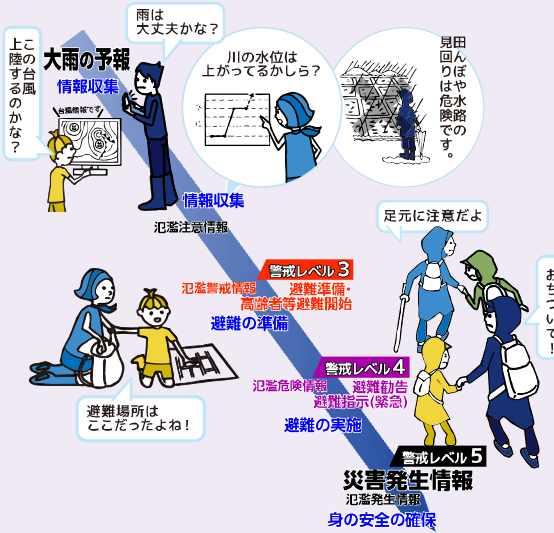 この台風
上陸するのかな？
大雨の予報
情報収集
台風情報です
雨は
大丈夫かな？
川の水位は
上がってるかしら？
水
位
田んぼや水路の
見回りは危険です。
情報収集
氾濫注意情報
足元に注意だよ
おちついて！
警戒レベル3
氾濫警戒情報 避難準備・
高齢者等避難開始
避難の準備
避難場所は
ここだったよね！
警戒レベル4
氾濫危険情報 避難勧告
避難指示(緊急)
避難の実施
警戒レベル5
災害発生情報
氾濫発生情報
身の安全の確保